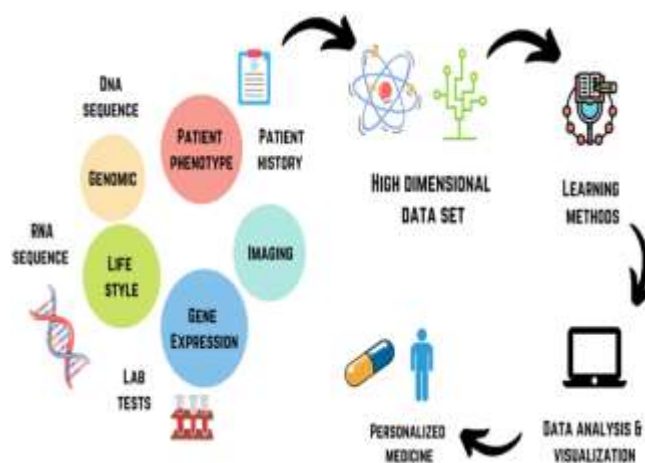 DNA
SEQUENCE
PATIENT
PHENOTYPE
PATIENT
HISTORY
GENOMIC
RNA
SEQUENCE
LIFE
STYLE
IMAGING
GENE
EXPRESSION
LAB
TESTS
HIGH DIMENSIONAL
DATA SET
LEARNING
METHODS
DATA ANALYSIS &
VISUALIZATION
PERSONALIZED
MEDICINE